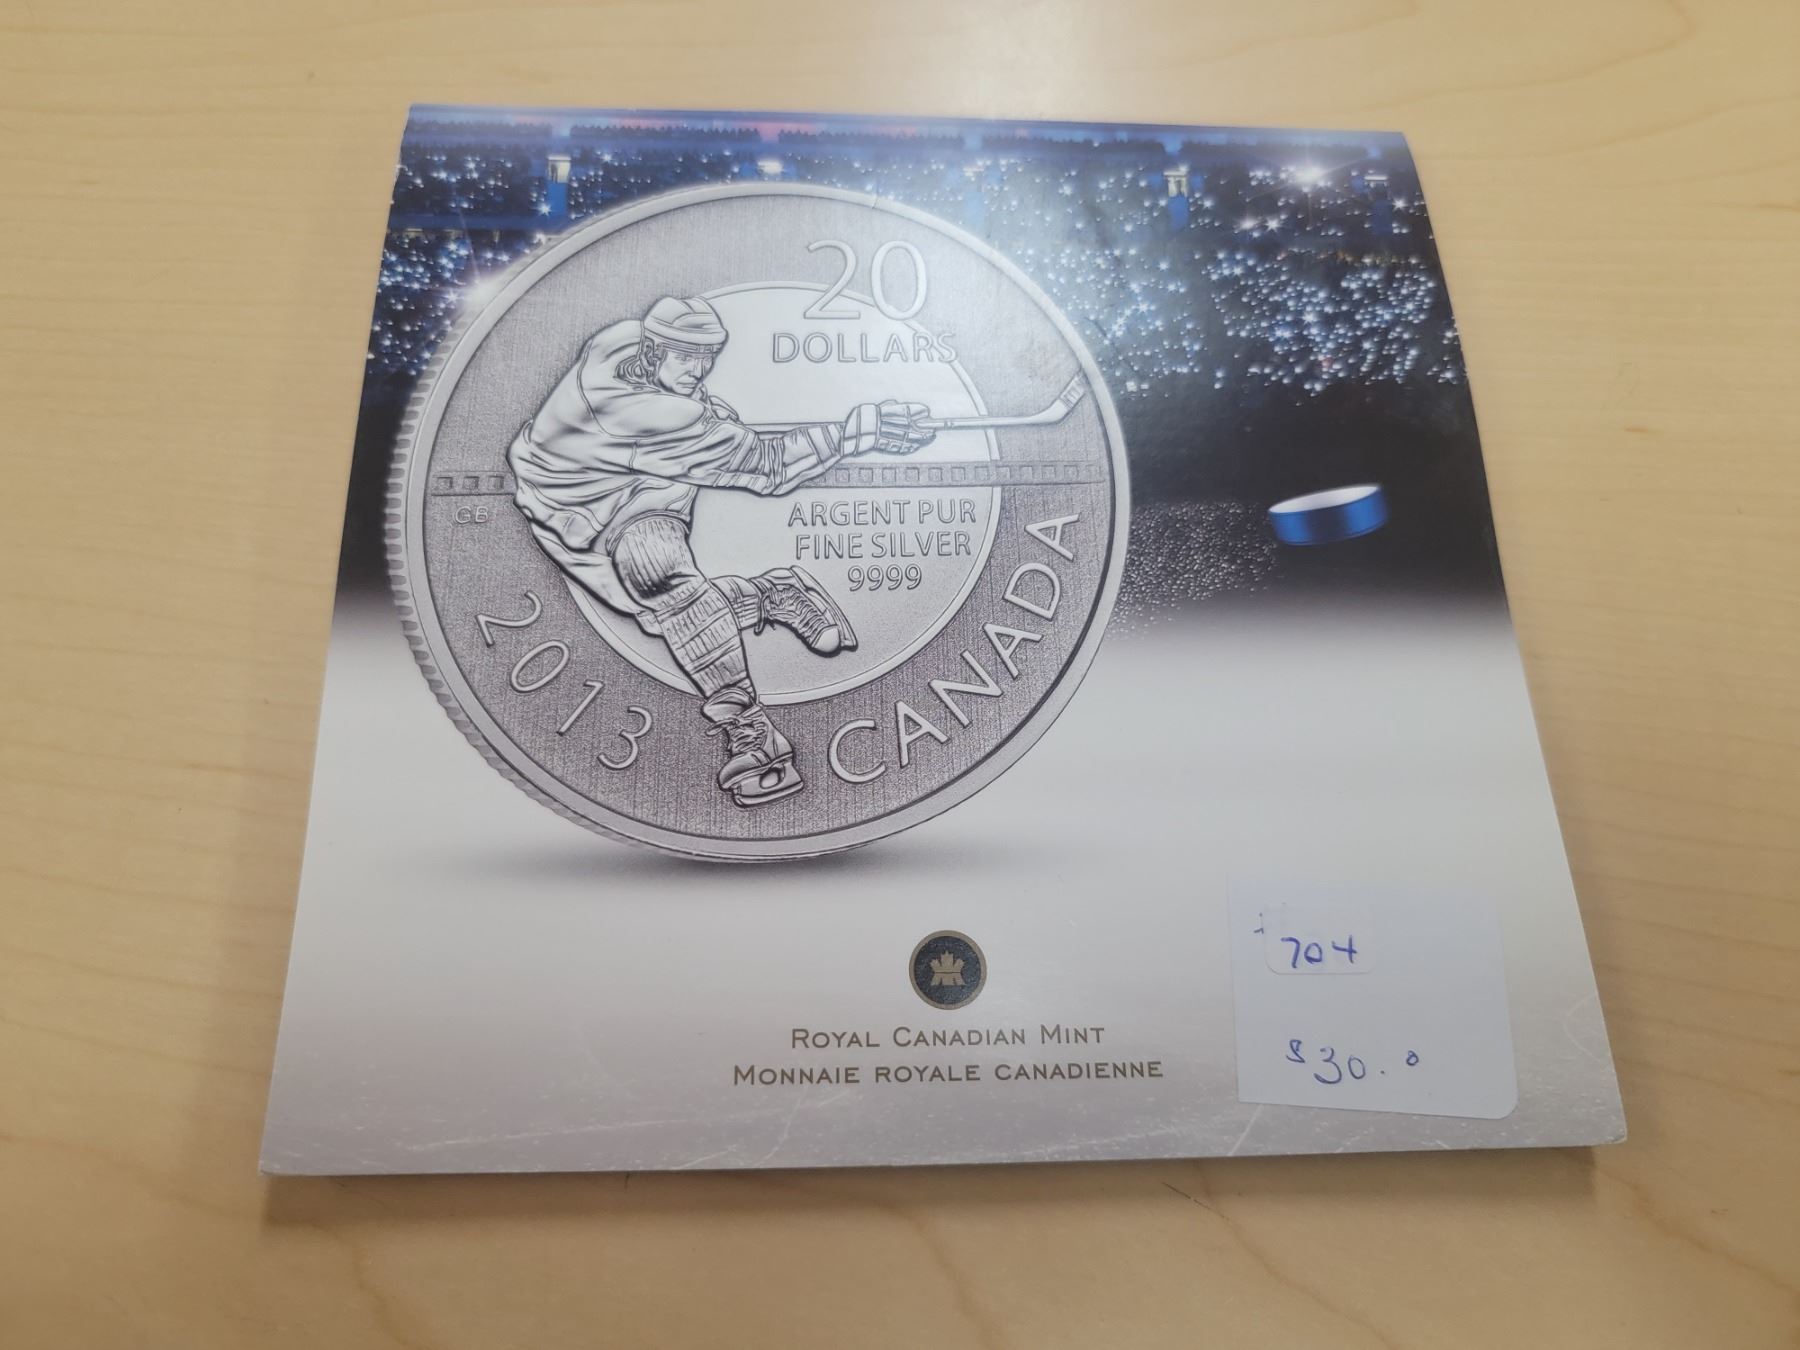 20
DOLLARS
ARGENT PUR
FINE SILVER
9999
GB
2013
CANADA
ROYAL CANADIAN MINT
MONNAIE ROYALE CANADIENNE
704
$30.0